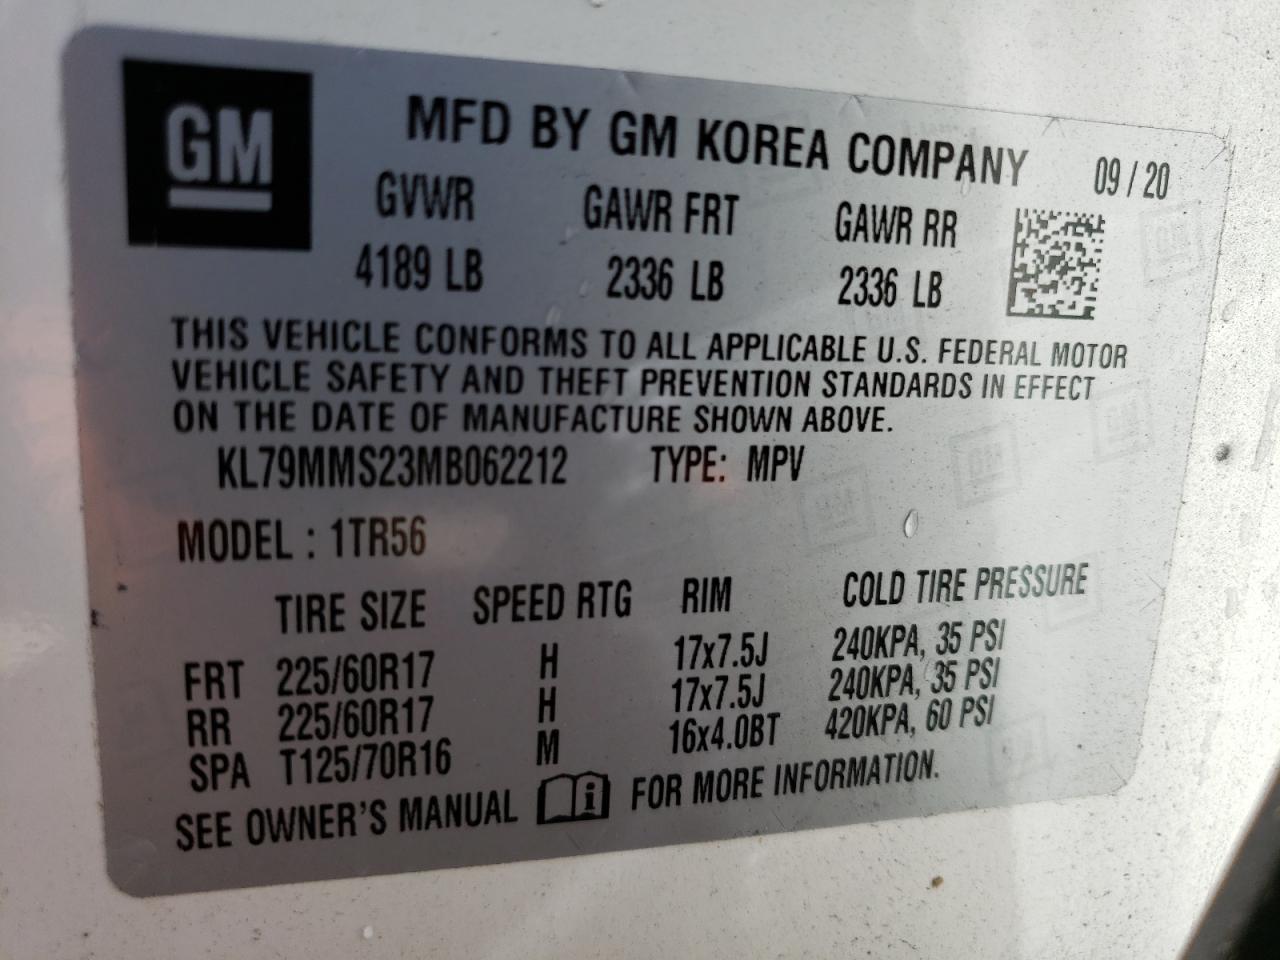 GM
MFD BY GM KOREA COMPANY 09 / 20
GVWR GAWR FRT GAWR RR
4189 LB 2336 LB 2336 LB
THIS VEHICLE CONFORMS TO ALL APPLICABLE U.S. FEDERAL MOTOR
VEHICLE SAFETY AND THEFT PREVENTION STANDARDS IN EFFECT
ON THE DATE OF MANUFACTURE SHOWN ABOVE.
KL79MMS23MB062212 TYPE: MPV
MODEL : 1TR56
TIRE SIZE SPEED RTG RIM COLD TIRE PRESSURE
FRT 225/60R17 H 17x7.5J 240KPA, 35 PSI
RR 225/60R17 H 17x7.5J 240KPA, 35 PSI
SPA T125/70R16 M 16x4.0BT 420KPA, 60 PSI
SEE OWNER'S MANUAL i FOR MORE INFORMATION.